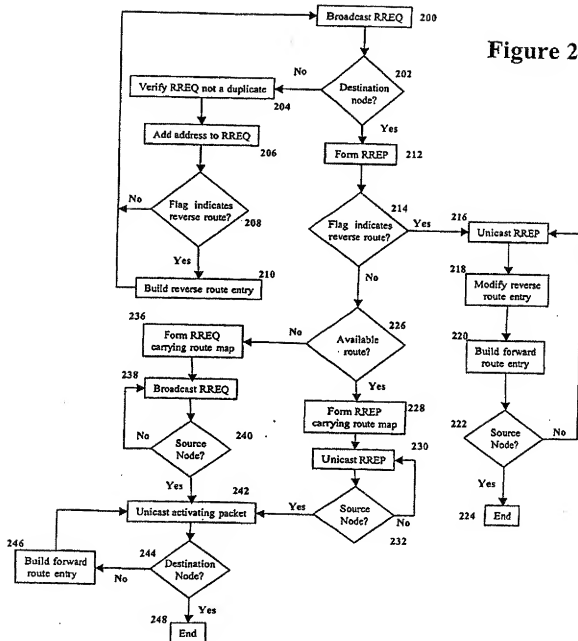 Figure 2
Broadcast RREQ
200
Destination
node?
202
No
Yes
Verify RREQ not a duplicate
204
Add address to RREQ
206
Flag indicates
reverse route?
208
No
Yes
Build reverse route entry
210
Form RREP
212
Flag indicates
reverse route?
214
Yes
No
216
Unicast RREP
218
Modify reverse
route entry
220
Build forward
route entry
222
Source
Node?
No
Yes
224
End
Available
route?
226
No
Yes
236
Form RREQ
carrying route map
238
Broadcast RREQ
Source
Node?
240
No
Yes
Form RREP
carrying route map
228
Unicast RREP
230
Source
Node?
232
No
Yes
242
Unicast activating packet
244
Destination
Node?
No
Yes
246
Build forward
route entry
248
End